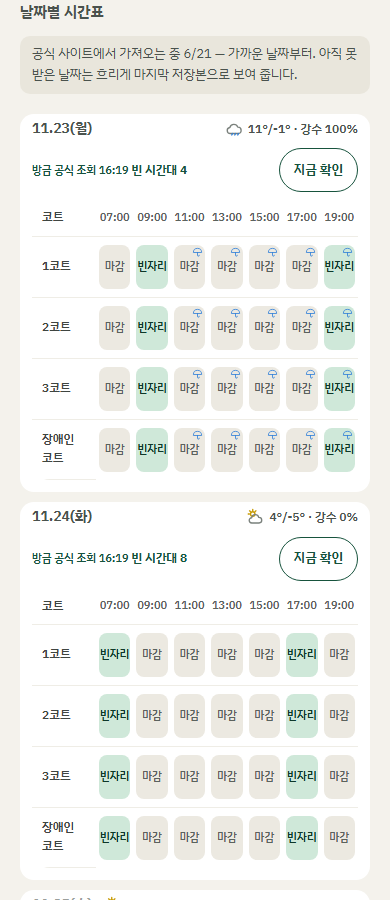 날짜별 시간표
공식 사이트에서 가져오는 중 6/21 — 가까운 날짜부터. 아직 못
받은 날짜는 흐리게 마지막 저장본으로 보여 줍니다.
11.23(월) 11°/-1° · 강수 100%
방금 공식 조회 16:19 빈 시간대 4 지금 확인
코트 07:00 09:00 11:00 13:00 15:00 17:00 19:00
1코트 마감 빈자리 마감 마감 마감 마감 빈자리
2코트 마감 빈자리 마감 마감 마감 마감 빈자리
3코트 마감 빈자리 마감 마감 마감 마감 빈자리
장애인
코트 마감 빈자리 마감 마감 마감 마감 빈자리
11.24(화) 4°/-5° · 강수 0%
방금 공식 조회 16:19 빈 시간대 8 지금 확인
코트 07:00 09:00 11:00 13:00 15:00 17:00 19:00
1코트 빈자리 마감 마감 마감 마감 빈자리 마감
2코트 빈자리 마감 마감 마감 마감 빈자리 마감
3코트 빈자리 마감 마감 마감 마감 빈자리 마감
장애인
코트 빈자리 마감 마감 마감 마감 빈자리 마감